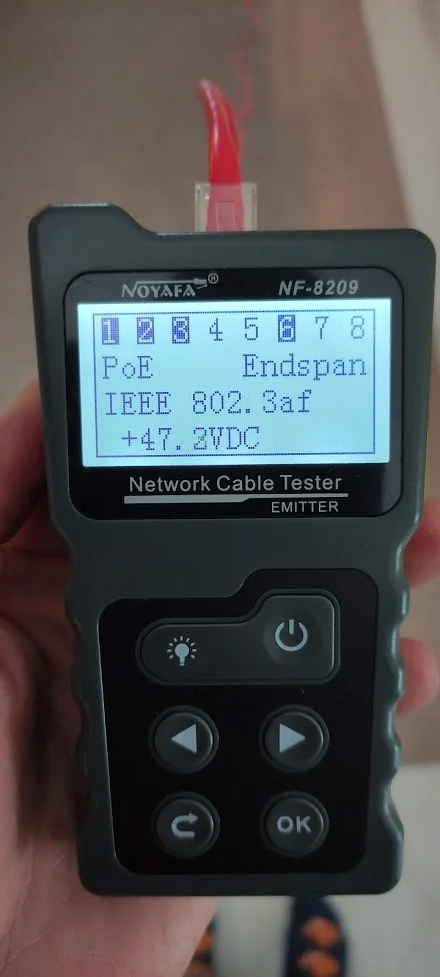 NOYAFA® NF-8209
1 2 3 4 5 6 7 8
PoE Endspan
IEEE 802.3af
+47.2VDC
Network Cable Tester
EMITTER
OK